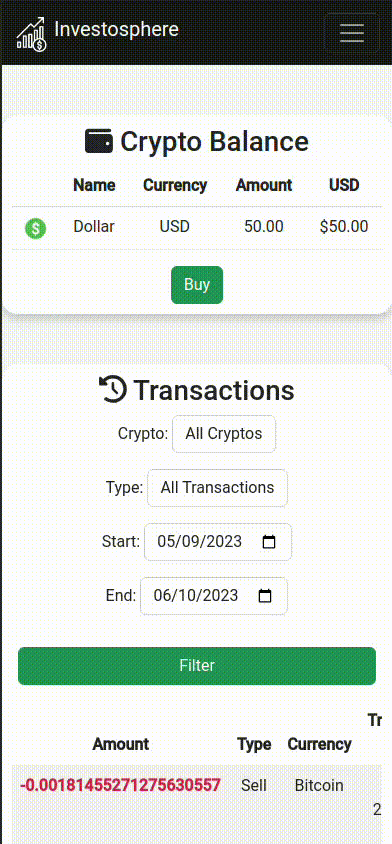 Investosphere
Crypto Balance
Name Currency Amount USD
Dollar USD 50.00 $50.00
Buy
Transactions
Crypto: All Cryptos
Type: All Transactions
Start: 05/09/2023
End: 06/10/2023
Filter
Tr
Amount Type Currency
-0.00181455271275630557 Sell Bitcoin
2